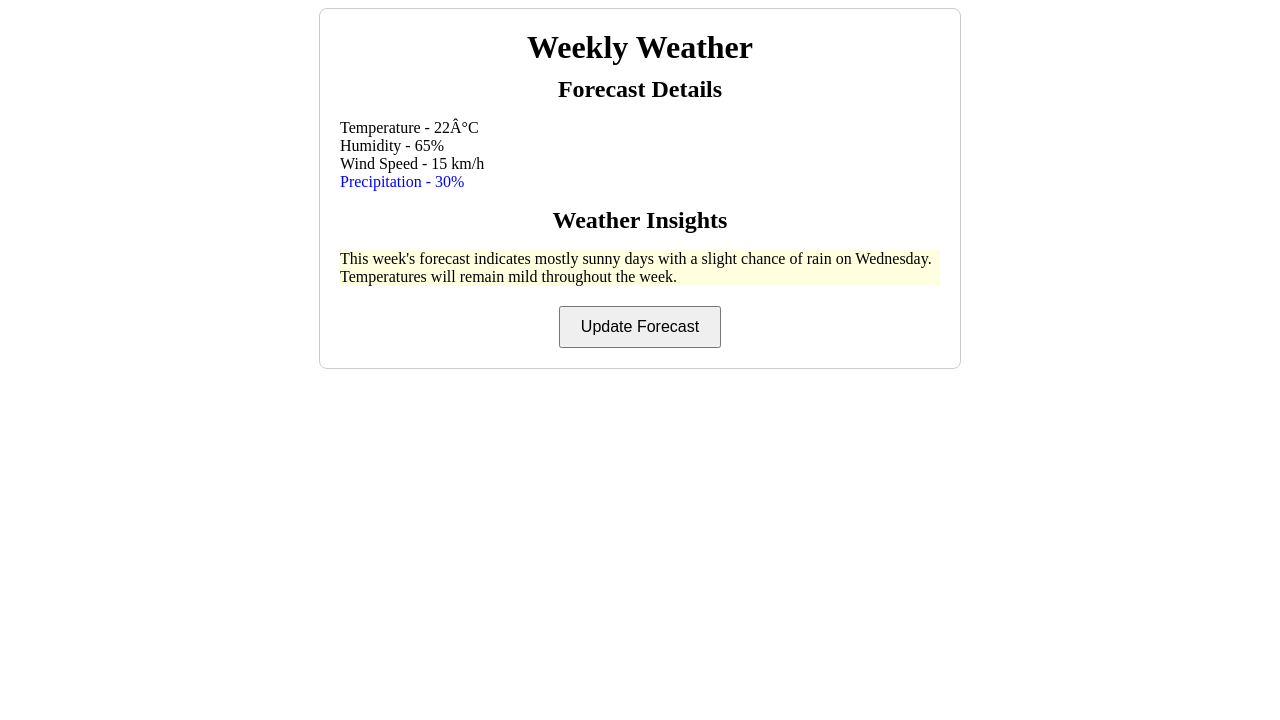 Weekly Weather
Forecast Details
Temperature - 22Â°C
Humidity - 65%
Wind Speed - 15 km/h
Precipitation - 30%
Weather Insights
This week's forecast indicates mostly sunny days with a slight chance of rain on Wednesday.
Temperatures will remain mild throughout the week.
Update Forecast